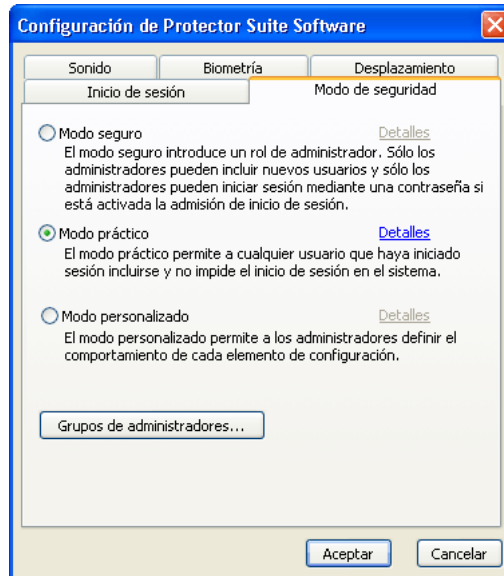 Configuración de Protector Suite Software
Sonido
Biometría
Desplazamiento
Inicio de sesión
Modo de seguridad
Modo seguro
Detalles
El modo seguro introduce un rol de administrador. Sólo los
administradores pueden incluir nuevos usuarios y sólo los
administradores pueden iniciar sesión mediante una contraseña si
está activada la admisión de inicio de sesión.
Modo práctico
Detalles
El modo práctico permite a cualquier usuario que haya iniciado
sesión incluirse y no impide el inicio de sesión en el sistema.
Modo personalizado
Detalles
El modo personalizado permite a los administradores definir el
comportamiento de cada elemento de configuración.
Grupos de administradores...
Aceptar
Cancelar